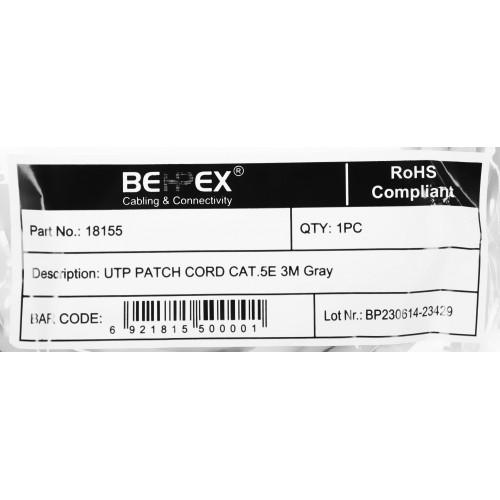 BEHPEX®
Cabling & Connectivity
RoHS
Compliant
Part No.: 18155
QTY: 1PC
Description: UTP PATCH CORD CAT.5E 3M Gray
BAR CODE:
6 921815 500001
Lot Nr.: BP230614-23429